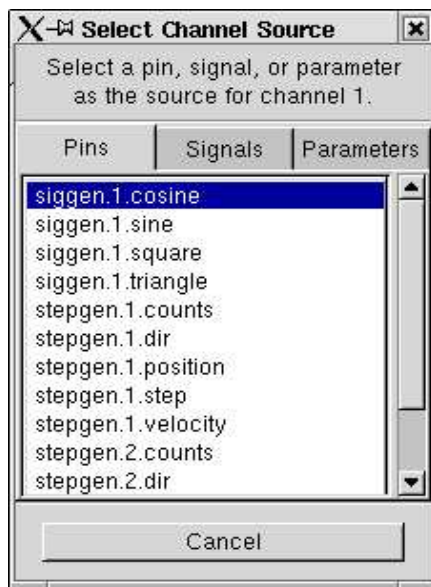 Select Channel Source
Select a pin, signal, or parameter
as the source for channel 1.
Pins Signals Parameters
siggen.1.cosine
siggen.1.sine
siggen.1.square
siggen.1.triangle
stepgen.1.counts
stepgen.1.dir
stepgen.1.position
stepgen.1.step
stepgen.1.velocity
stepgen.2.counts
stepgen.2.dir
Cancel